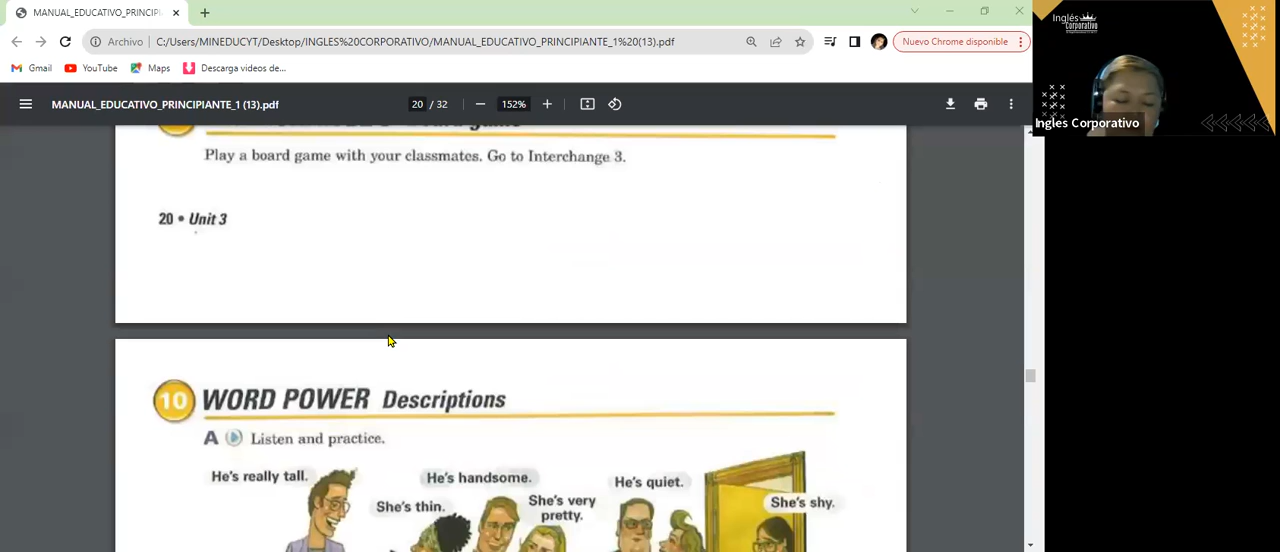 MANUAL_EDUCATIVO_PRINCIPI
Archivo
C:/Users/MINEDUCYT/Desktop/INGLES%20CORPORATIVO/MANUAL_EDUCATIVO_PRINCIPIANTE_1%20(13).pdf
Nuevo Chrome disponible
Gmail
YouTube
Maps
Descarga videos de...
MANUAL_EDUCATIVO_PRINCIPIANTE_1 (13).pdf
20 / 32
152%
Inglés
Corporativo
Ingles Corporativo
Play a board game with your classmates. Go to Interchange 3.
20 • Unit 3
10 WORD POWER Descriptions
A Listen and practice.
He's really tall.
He's handsome.
He's quiet.
She's thin.
She's very
pretty.
She's shy.